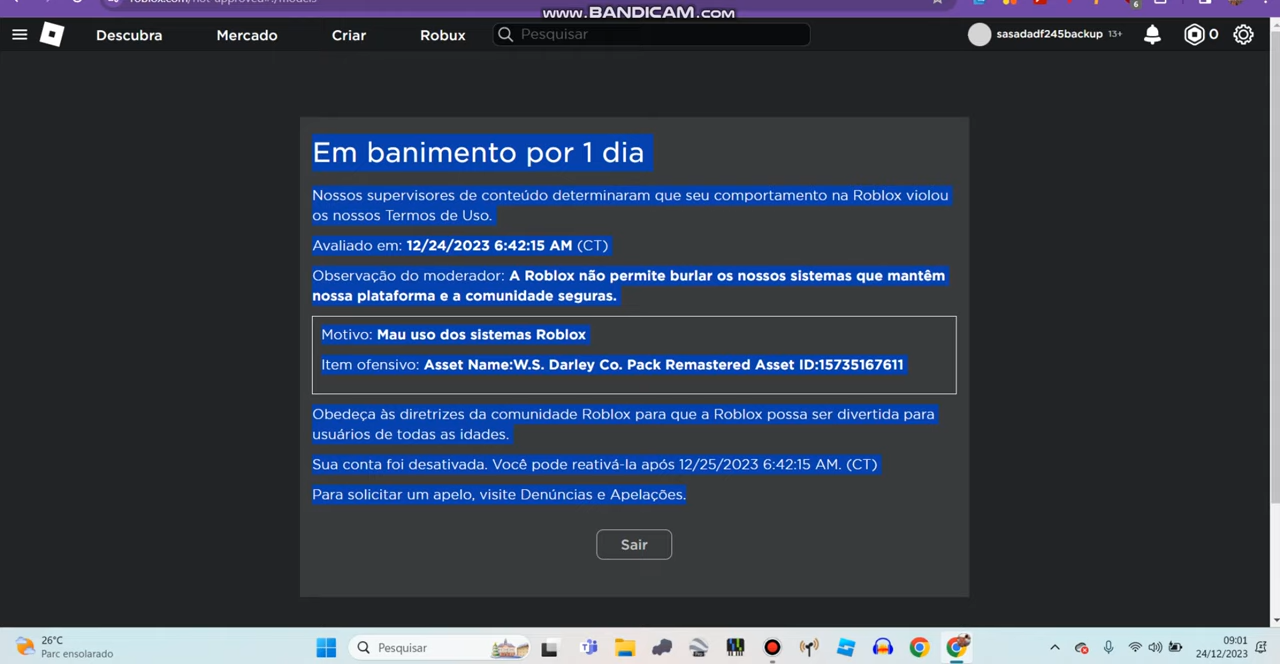 www.BANDICAM.com
Descubra Mercado Criar Robux Pesquisar sasadadf245backup 13+ 0
Em banimento por 1 dia
Nossos supervisores de conteúdo determinaram que seu comportamento na Roblox violou
os nossos Termos de Uso.
Avaliado em: 12/24/2023 6:42:15 AM (CT)
Observação do moderador: A Roblox não permite burlar os nossos sistemas que mantêm
nossa plataforma e a comunidade seguras.
Motivo: Mau uso dos sistemas Roblox
Item ofensivo: Asset Name:W.S. Darley Co. Pack Remastered Asset ID:15735167611
Obedeça às diretrizes da comunidade Roblox para que a Roblox possa ser divertida para
usuários de todas as idades.
Sua conta foi desativada. Você pode reativá-la após 12/25/2023 6:42:15 AM. (CT)
Para solicitar um apelo, visite Denúncias e Apelações.
Sair
26°C
Parc ensolarado
Pesquisar
09:01
24/12/2023